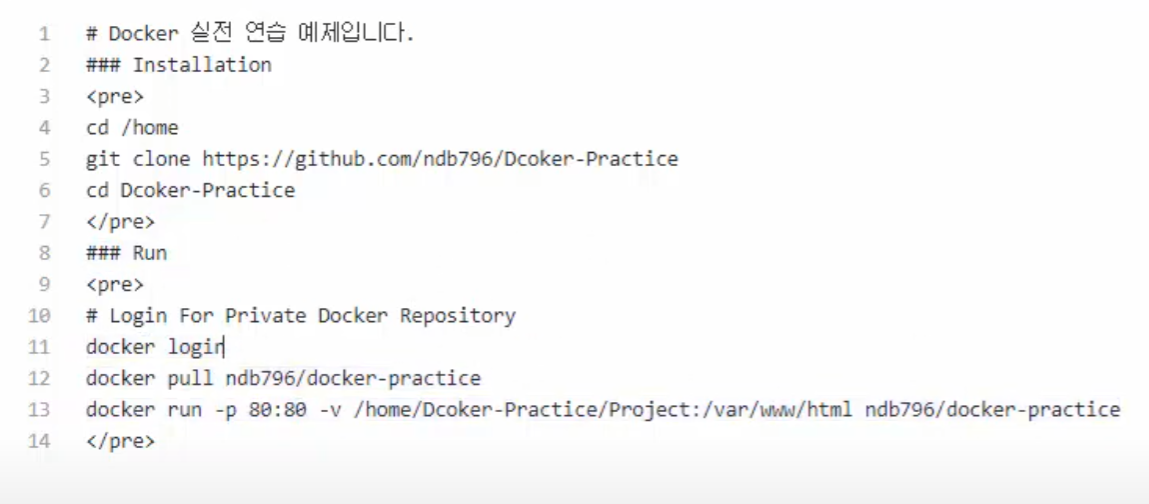 1 # Docker 실전 연습 예제입니다.
2 ### Installation
3 <pre>
4 cd /home
5 git clone https://github.com/ndb796/Dcoker-Practice
6 cd Dcoker-Practice
7 </pre>
8 ### Run
9 <pre>
10 # Login For Private Docker Repository
11 docker login
12 docker pull ndb796/docker-practice
13 docker run -p 80:80 -v /home/Dcoker-Practice/Project:/var/www/html ndb796/docker-practice
14 </pre>